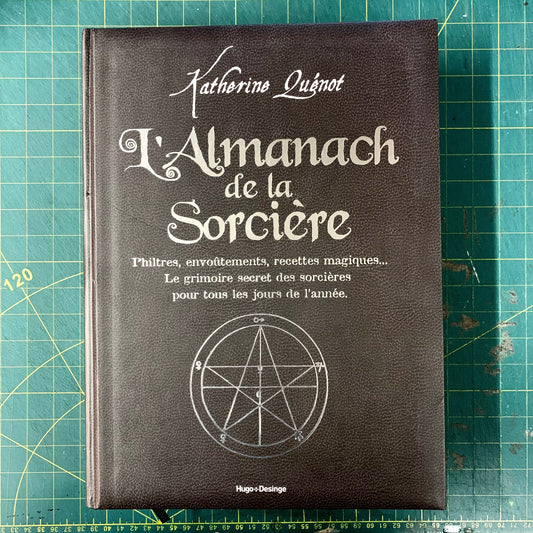 Katherine Quénot
L'Almanach
de la
Sorcière
Philtres, envoûtements, recettes magiques...
Le grimoire secret des sorcières
pour tous les jours de l'année.
Hugo+Desinge
120